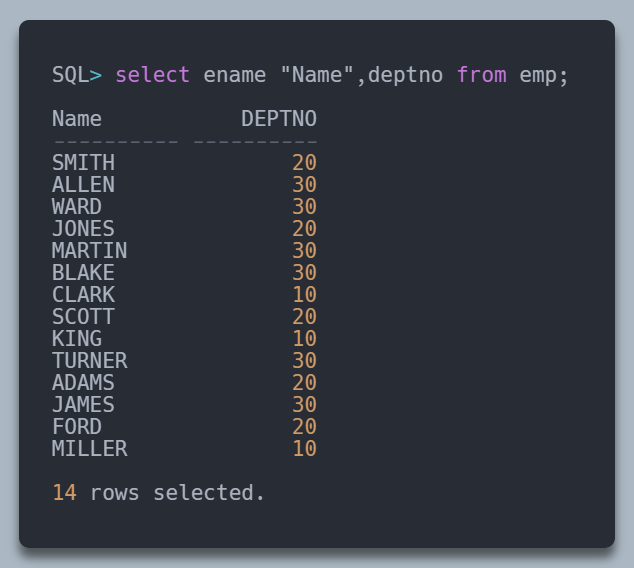 SQL> select ename "Name",deptno from emp;
Name           DEPTNO
---------- ----------
SMITH              20
ALLEN              30
WARD               30
JONES              20
MARTIN             30
BLAKE              30
CLARK              10
SCOTT              20
KING               10
TURNER             30
ADAMS              20
JAMES              30
FORD               20
MILLER             10
14 rows selected.